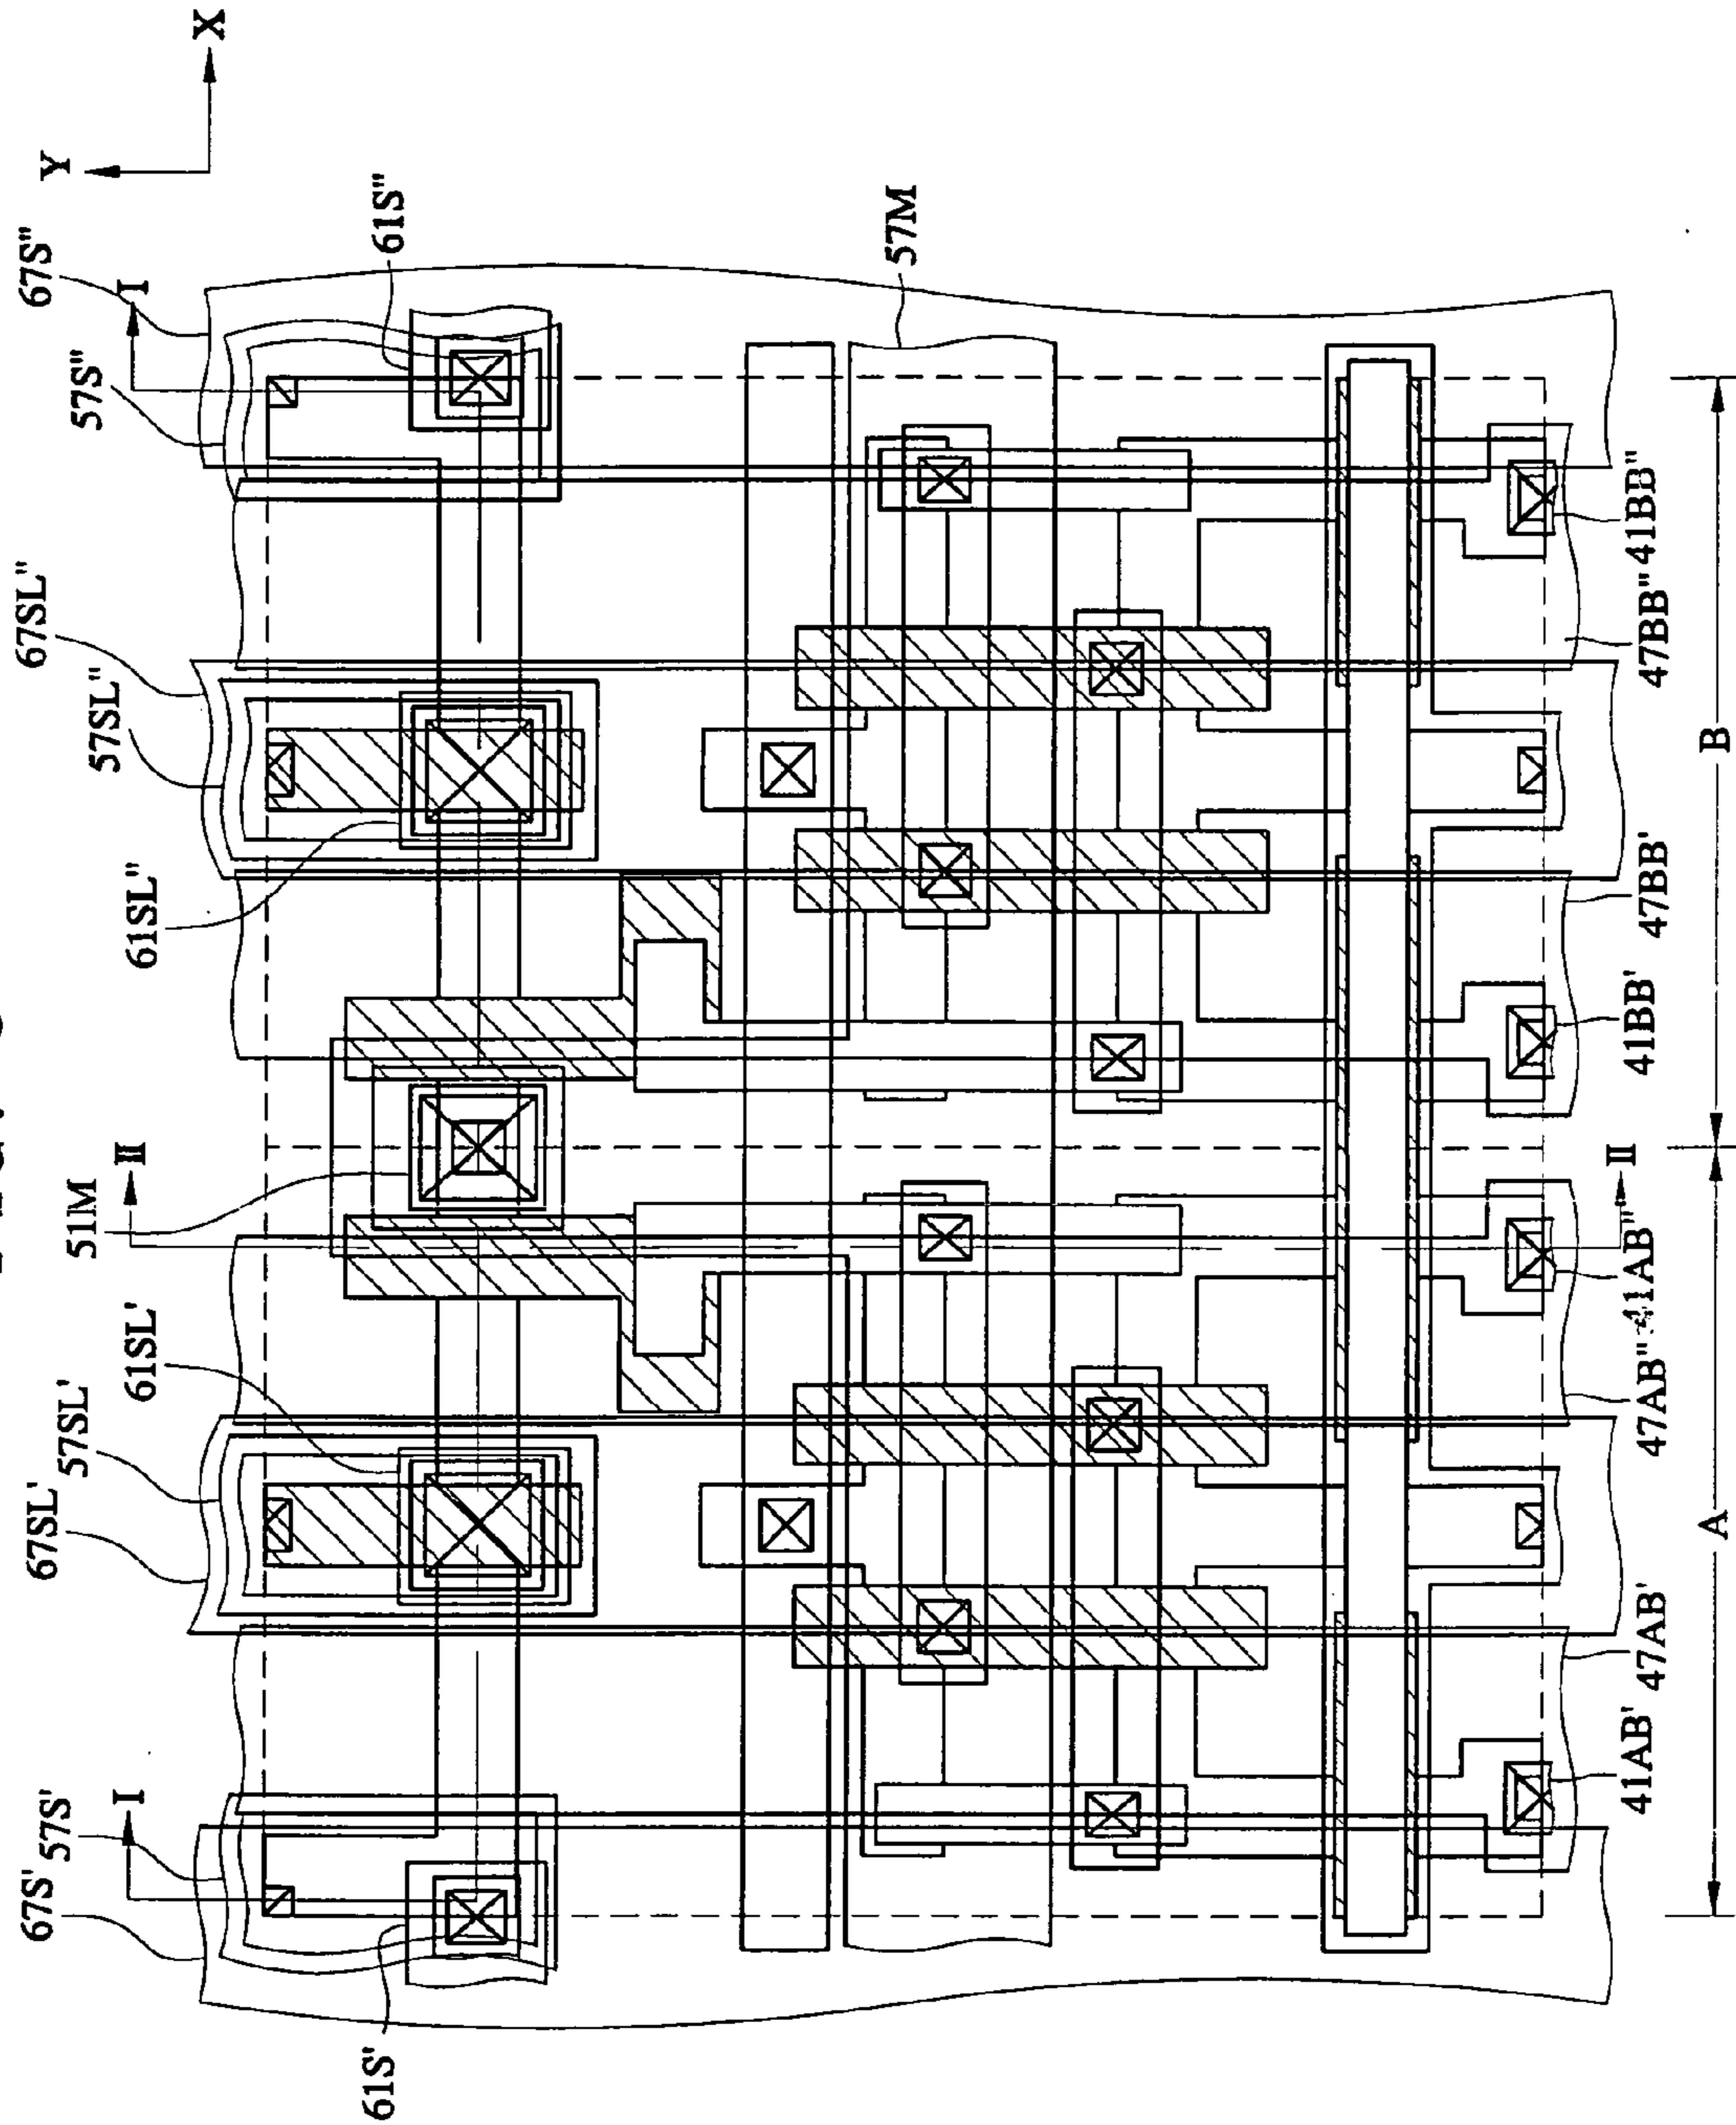 67S'
57S'
I
61S'
67SL'
57SL'
61SL'
51M
II
61SL"
57SL"
67SL"
57S"
67S"
I
61S"
Y
X
57M
II
41AB'
47AB'
47AB"
41AB"
41BB'
47BB'
47BB"
41BB"
A
B